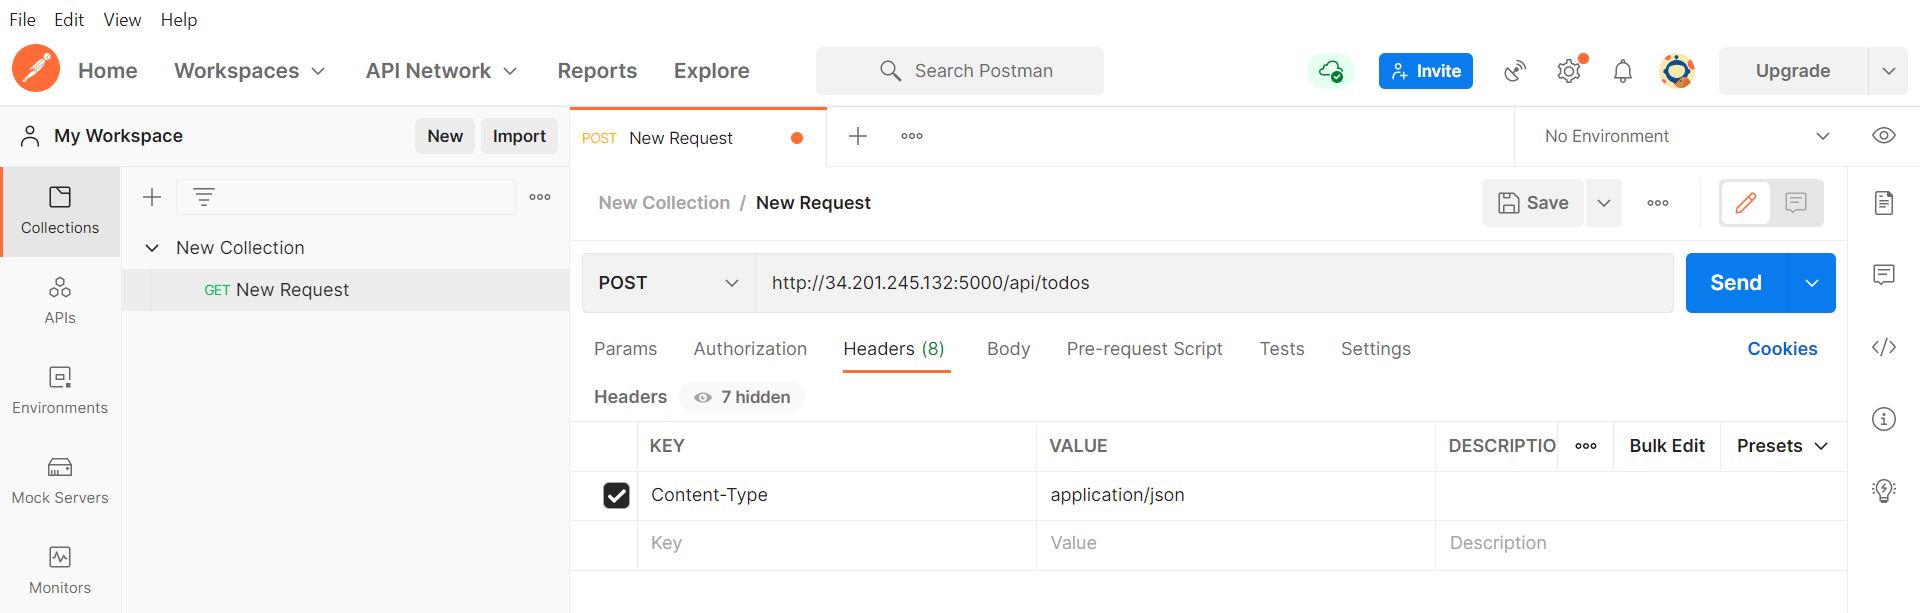 File Edit View Help
Home Workspaces API Network Reports Explore Search Postman Invite Upgrade
My Workspace New Import POST New Request No Environment
Collections
New Collection / New Request Save
New Collection
GET New Request
POST http://34.201.245.132:5000/api/todos Send
APIs
Params Authorization Headers (8) Body Pre-request Script Tests Settings Cookies
Headers 7 hidden
Environments
KEY VALUE DESCRIPTIO Bulk Edit Presets
Mock Servers
Content-Type application/json
Key Value Description
Monitors